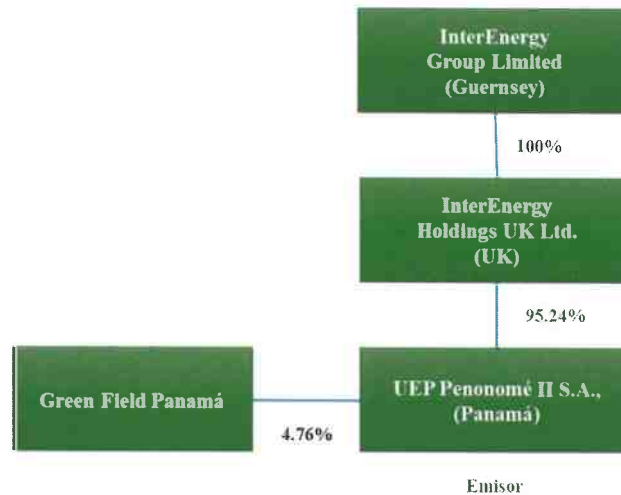 InterEnergy
Group Limited
(Guernsey)
100%
InterEnergy
Holdings UK Ltd.
(UK)
95.24%
Green Field Panamá
4.76%
UEP Penonomé II S.A.,
(Panamá)
Emisor